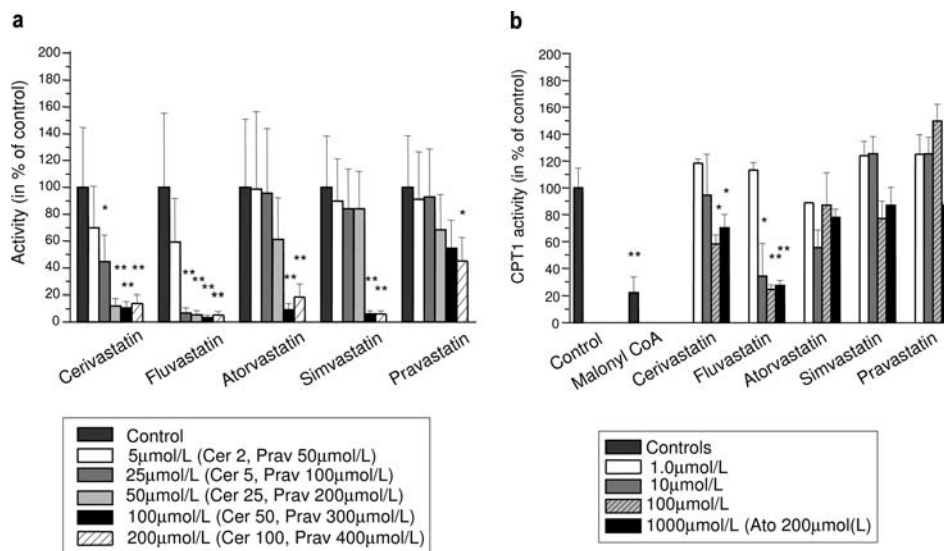 a
200
180
160
140
120
100
80
60
40
20
0
Activity (in % of control)
*
**
**
**
**
**
**
**
**
**
**
**
*
Cerivastatin
Fluvastatin
Atorvastatin
Simvastatin
Pravastatin
Control
5µmol/L (Cer 2, Prav 50µmol/L)
25µmol/L (Cer 5, Prav 100µmol/L)
50µmol/L (Cer 25, Prav 200µmol/L)
100µmol/L (Cer 50, Prav 300µmol/L)
200µmol/L (Cer 100, Prav 400µmol/L)
b
200
180
160
140
120
100
80
60
40
20
0
CPT1 activity (in % of control)
**
*
*
*
**
**
Control
Malonyl CoA
Cerivastatin
Fluvastatin
Atorvastatin
Simvastatin
Pravastatin
Controls
1.0µmol/L
10µmol/L
100µmol/L
1000µmol/L (Ato 200µmol(L)